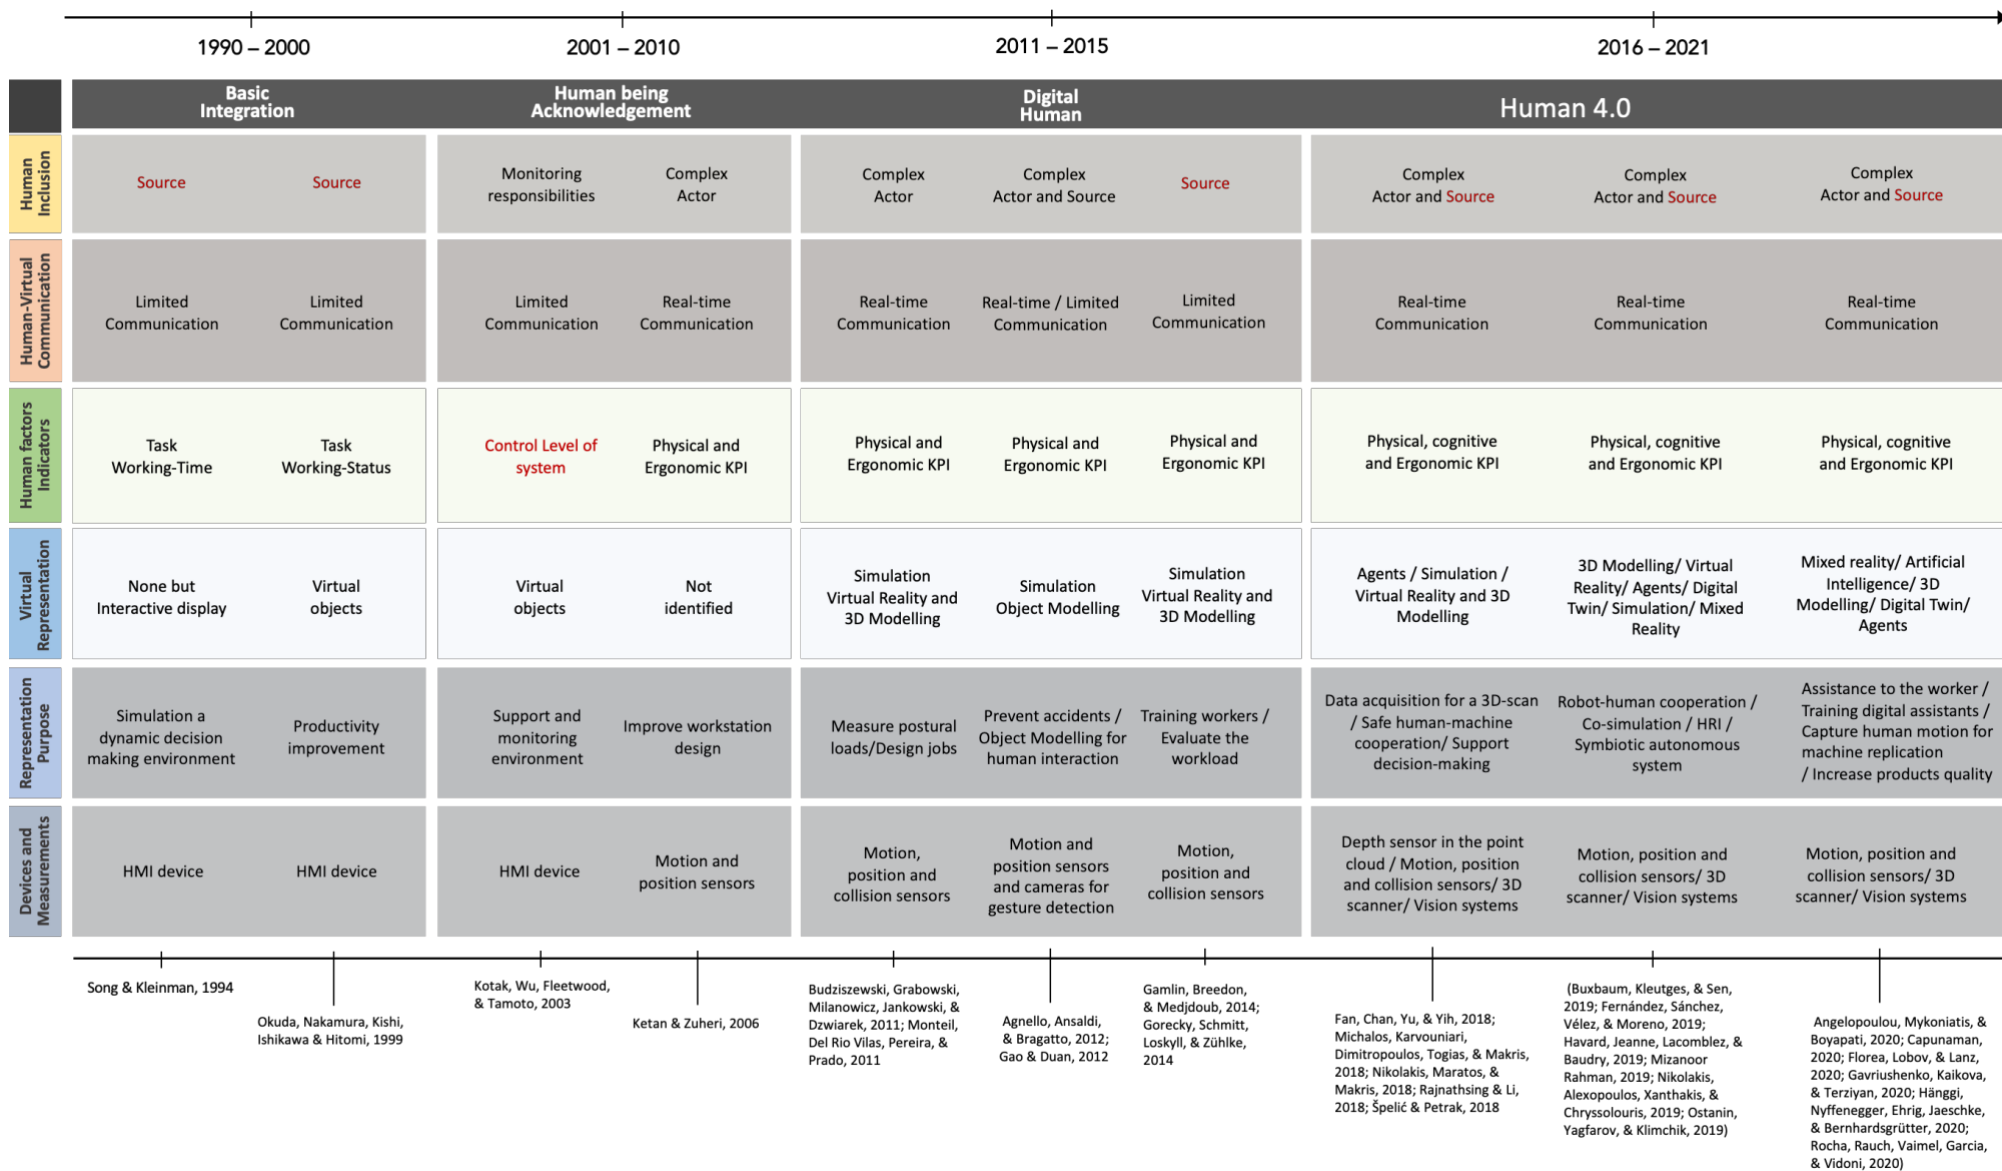 1990 – 2000
2001 – 2010
2011 – 2015
2016 – 2021
Basic
Integration
Human being
Acknowledgement
Digital
Human
Human 4.0
Human
Inclusion
Source
Source
Monitoring
responsibilities
Complex
Actor
Complex
Actor
Complex
Actor and Source
Source
Complex
Actor and Source
Complex
Actor and Source
Complex
Actor and Source
Human-Virtual
Communication
Limited
Communication
Limited
Communication
Limited
Communication
Real-time
Communication
Real-time
Communication
Real-time / Limited
Communication
Limited
Communication
Real-time
Communication
Real-time
Communication
Real-time
Communication
Human factors
Indicators
Task
Working-Time
Task
Working-Status
Control Level of
system
Physical and
Ergonomic KPI
Physical and
Ergonomic KPI
Physical and
Ergonomic KPI
Physical and
Ergonomic KPI
Physical, cognitive
and Ergonomic KPI
Physical, cognitive
and Ergonomic KPI
Physical, cognitive
and Ergonomic KPI
Virtual
Representation
None but
Interactive display
Virtual
objects
Virtual
objects
Not
identified
Simulation
Virtual Reality and
3D Modelling
Simulation
Object Modelling
Simulation
Virtual Reality and
3D Modelling
Agents / Simulation /
Virtual Reality and 3D
Modelling
3D Modelling/ Virtual
Reality/ Agents/ Digital
Twin/ Simulation/ Mixed
Reality
Mixed reality/ Artificial
Intelligence/ 3D
Modelling/ Digital Twin/
Agents
Representation
Purpose
Simulation a
dynamic decision
making environment
Productivity
improvement
Support and
monitoring
environment
Improve workstation
design
Measure postural
loads/Design jobs
Prevent accidents /
Object Modelling for
human interaction
Training workers /
Evaluate the
workload
Data acquisition for a 3D-scan
/ Safe human-machine
cooperation/ Support
decision-making
Robot-human cooperation /
Co-simulation / HRI /
Symbiotic autonomous
system
Assistance to the worker /
Training digital assistants /
Capture human motion for
machine replication
/ Increase products quality
Devices and
Measurements
HMI device
HMI device
HMI device
Motion and
position sensors
Motion,
position and
collision sensors
Motion and
position sensors
and cameras for
gesture detection
Motion,
position and
collision sensors
Depth sensor in the point
cloud / Motion, position
and collision sensors/ 3D
scanner/ Vision systems
Motion, position and
collision sensors/ 3D
scanner/ Vision systems
Motion, position and
collision sensors/ 3D
scanner/ Vision systems
Song & Kleinman, 1994
Okuda, Nakamura, Kishi,
Ishikawa & Hitomi, 1999
Kotak, Wu, Fleetwood,
& Tamoto, 2003
Ketan & Zuheri, 2006
Budziszewski, Grabowski,
Milanowicz, Jankowski, &
Dzwiarek, 2011; Monteil,
Del Rio Vilas, Pereira, &
Prado, 2011
Agnello, Ansaldi,
& Bragatto, 2012;
Gao & Duan, 2012
Gamlin, Breedon,
& Medjdoub, 2014;
Gorecky, Schmitt,
Loskyll, & Zühlke,
2014
Fan, Chan, Yu, & Yih, 2018;
Michalos, Karvouniari,
Dimitropoulos, Togias, & Makris,
2018; Nikolakis, Maratos, &
Makris, 2018; Rajnathsing & Li,
2018; Špelić & Petrak, 2018
(Buxbaum, Kleutges, & Sen,
2019; Fernández, Sánchez,
Vélez, & Moreno, 2019;
Havard, Jeanne, Lacomblez, &
Baudry, 2019; Mizanoor
Rahman, 2019; Nikolakis,
Alexopoulos, Xanthakis, &
Chryssolouris, 2019; Ostanin,
Yagfarov, & Klimchik, 2019)
Angelopoulou, Mykoniatis, &
Boyapati, 2020; Capunaman,
2020; Florea, Lobov, & Lanz,
2020; Gavriushenko, Kaikova,
& Terziyan, 2020; Hänggi,
Nyffenegger, Ehrig, Jaeschke,
& Bernhardsgrütter, 2020;
Rocha, Rauch, Vaimel, Garcia,
& Vidoni, 2020)